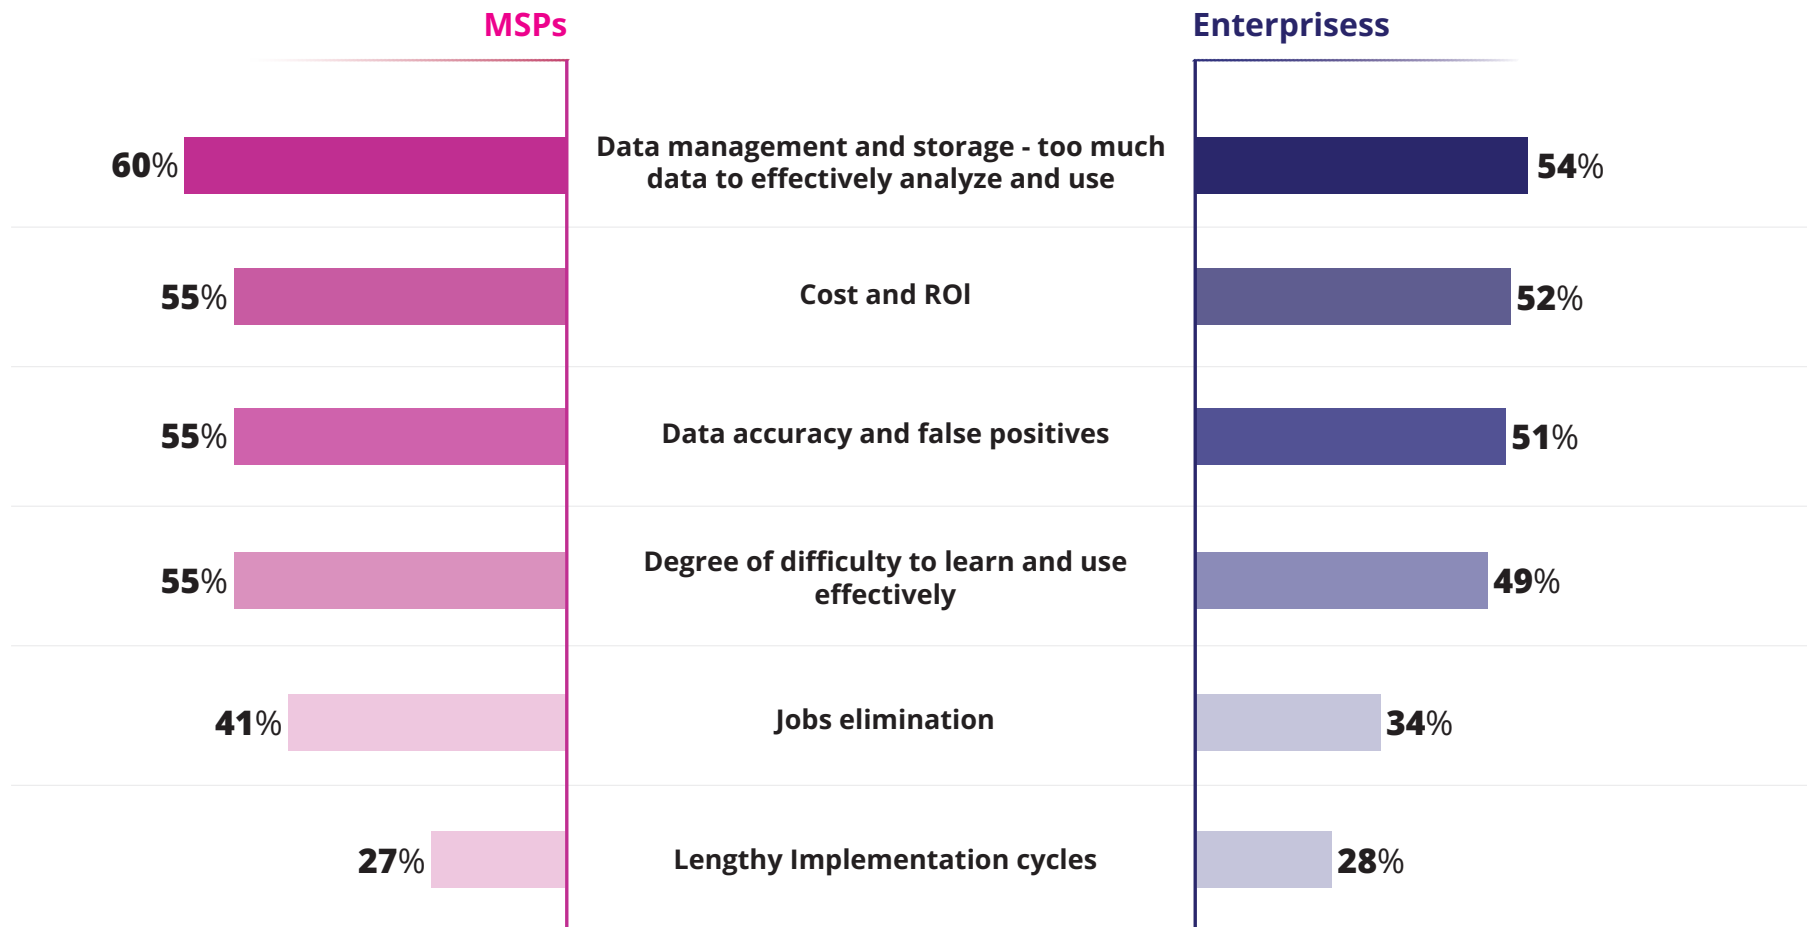 MSPs
Enterprisess
60%
Data management and storage - too much
data to effectively analyze and use
54%
55%
Cost and ROl
52%
55%
Data accuracy and false positives
51%
55%
Degree of difficulty to learn and use
effectively
49%
41%
Jobs elimination
34%
27%
Lengthy Implementation cycles
28%